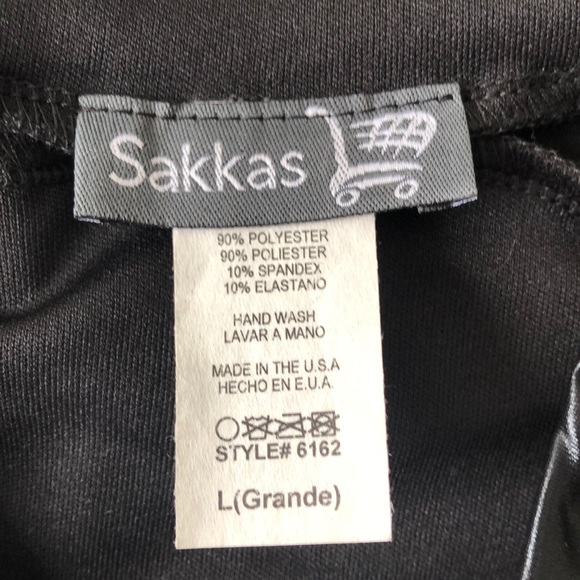 Sakkas
90% POLYESTER
90% POLIESTER
10% SPANDEX
10% ELASTANO
HAND WASH
LAVAR A MANO
MADE IN THE U.S.A
HECHO EN E.U.A.
STYLE# 6162
L(Grande)